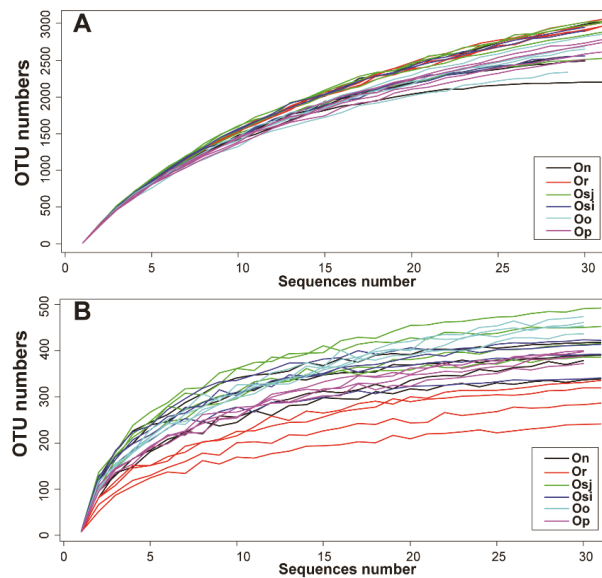 A
OTU numbers
3000
2500
2000
1500
1000
500
0
0 5 10 15 20 25 30
Sequences number
On
Or
Osj
Osi
Oo
Op
B
OTU numbers
500
400
300
200
100
0
0 5 10 15 20 25 30
Sequences number
On
Or
Osj
Osi
Oo
Op